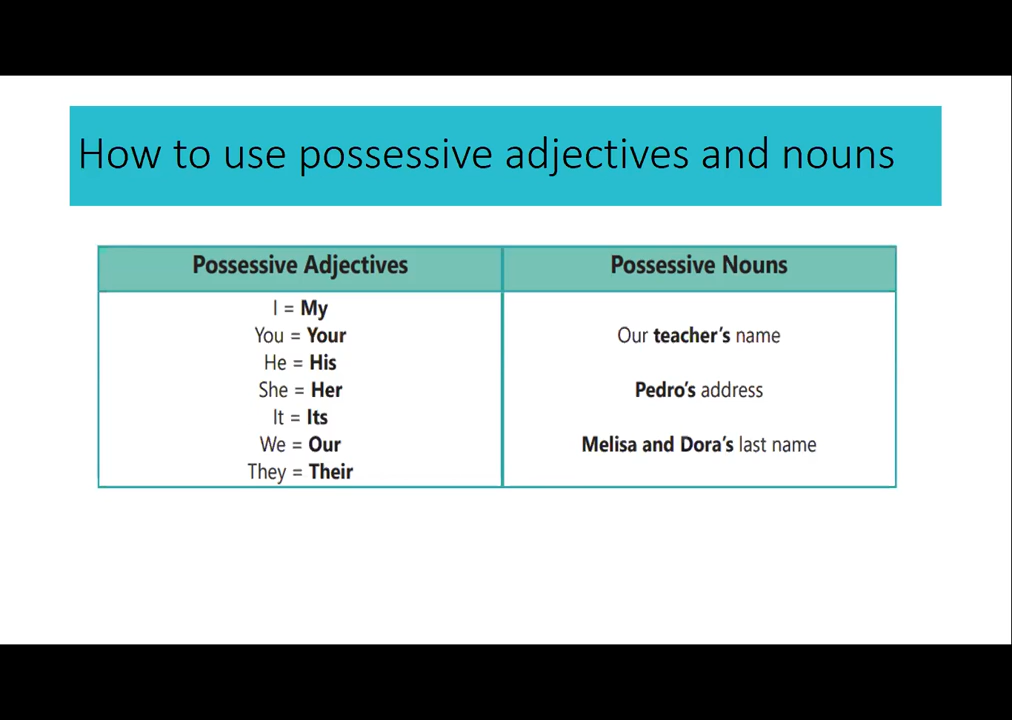 How to use possessive adjectives and nouns
Possessive Adjectives
I = My
You = Your
He = His
She = Her
It = Its
We = Our
They = Their
Possessive Nouns
Our teacher's name
Pedro's address
Melisa and Dora's last name